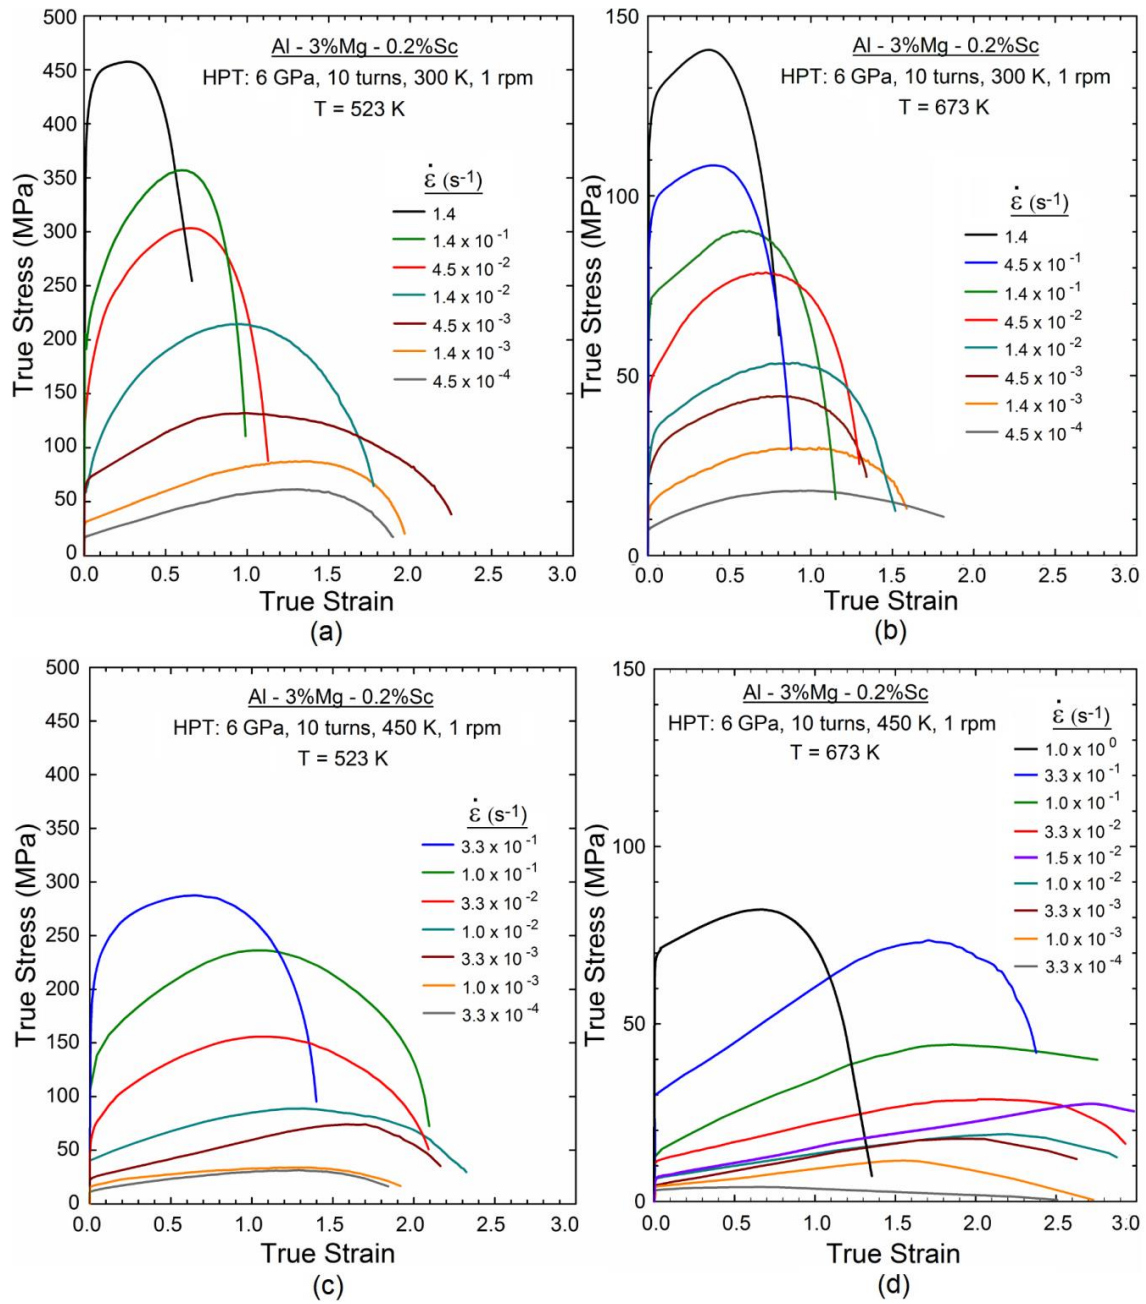 Al - 3%Mg - 0.2%Sc
HPT: 6 GPa, 10 turns, 300 K, 1 rpm
T = 523 K
ε̇ (s-1)
1.4
1.4 x 10-1
4.5 x 10-2
1.4 x 10-2
4.5 x 10-3
1.4 x 10-3
4.5 x 10-4
True Stress (MPa)
500
450
400
350
300
250
200
150
100
50
0
0.0 0.5 1.0 1.5 2.0 2.5 3.0
True Strain
(a)
Al - 3%Mg - 0.2%Sc
HPT: 6 GPa, 10 turns, 300 K, 1 rpm
T = 673 K
ε̇ (s-1)
1.4
4.5 x 10-1
1.4 x 10-1
4.5 x 10-2
1.4 x 10-2
4.5 x 10-3
1.4 x 10-3
4.5 x 10-4
True Stress (MPa)
150
100
50
0
0.0 0.5 1.0 1.5 2.0 2.5 3.0
True Strain
(b)
Al - 3%Mg - 0.2%Sc
HPT: 6 GPa, 10 turns, 450 K, 1 rpm
T = 523 K
ε̇ (s-1)
3.3 x 10-1
1.0 x 10-1
3.3 x 10-2
1.0 x 10-2
3.3 x 10-3
1.0 x 10-3
3.3 x 10-4
True Stress (MPa)
500
450
400
350
300
250
200
150
100
50
0
0.0 0.5 1.0 1.5 2.0 2.5 3.0
True Strain
(c)
Al - 3%Mg - 0.2%Sc
HPT: 6 GPa, 10 turns, 450 K, 1 rpm
T = 673 K
ε̇ (s-1)
1.0 x 10 0
3.3 x 10-1
1.0 x 10-1
3.3 x 10-2
1.5 x 10-2
1.0 x 10-2
3.3 x 10-3
1.0 x 10-3
3.3 x 10-4
True Stress (MPa)
150
100
50
0
0.0 0.5 1.0 1.5 2.0 2.5 3.0
True Strain
(d)